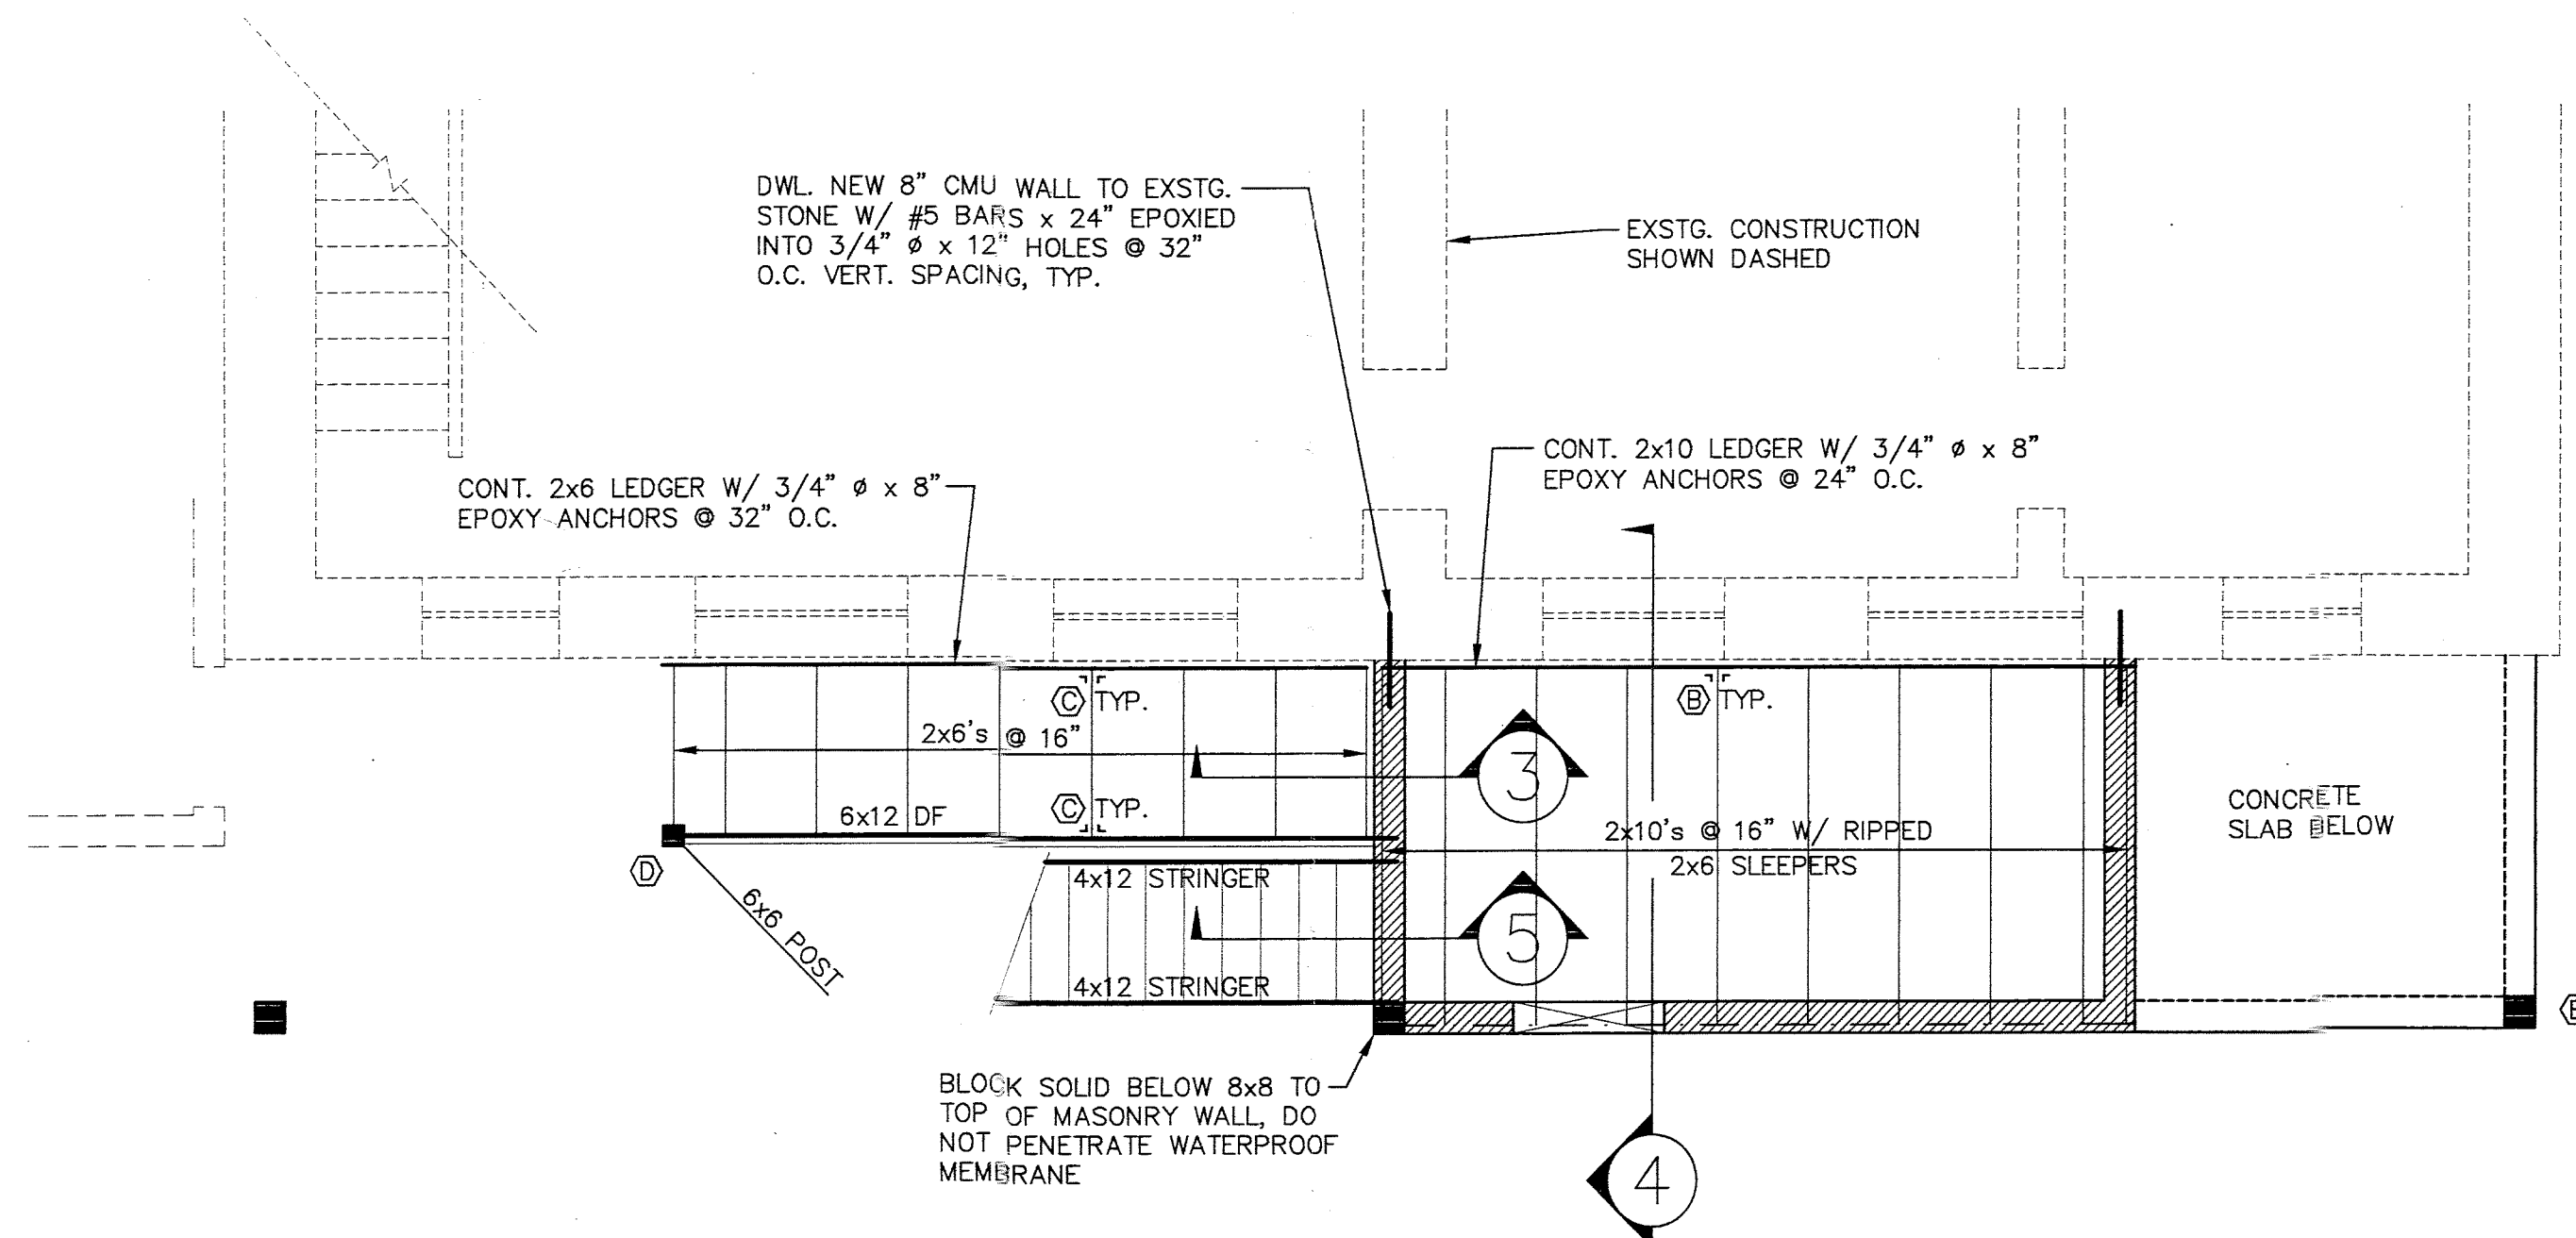 DWL. NEW 8" CMU WALL TO EXSTG.
STONE W/ #5 BARS x 24" EPOXIED
INTO 3/4" ø x 12" HOLES @ 32"
O.C. VERT. SPACING, TYP.
EXSTG. CONSTRUCTION
SHOWN DASHED
CONT. 2x6 LEDGER W/ 3/4" ø x 8"
EPOXY ANCHORS @ 32" O.C.
CONT. 2x10 LEDGER W/ 3/4" ø x 8"
EPOXY ANCHORS @ 24" O.C.
C TYP.
B TYP.
2x6's @ 16"
3
C TYP.
6x12 DF
CONCRETE
SLAB BELOW
2x10's @ 16" W/ RIPPED
2x6 SLEEPERS
D
6x6 POST
4x12 STRINGER
5
4x12 STRINGER
BLOCK SOLID BELOW 8x8 TO
TOP OF MASONRY WALL, DO
NOT PENETRATE WATERPROOF
MEMBRANE
4